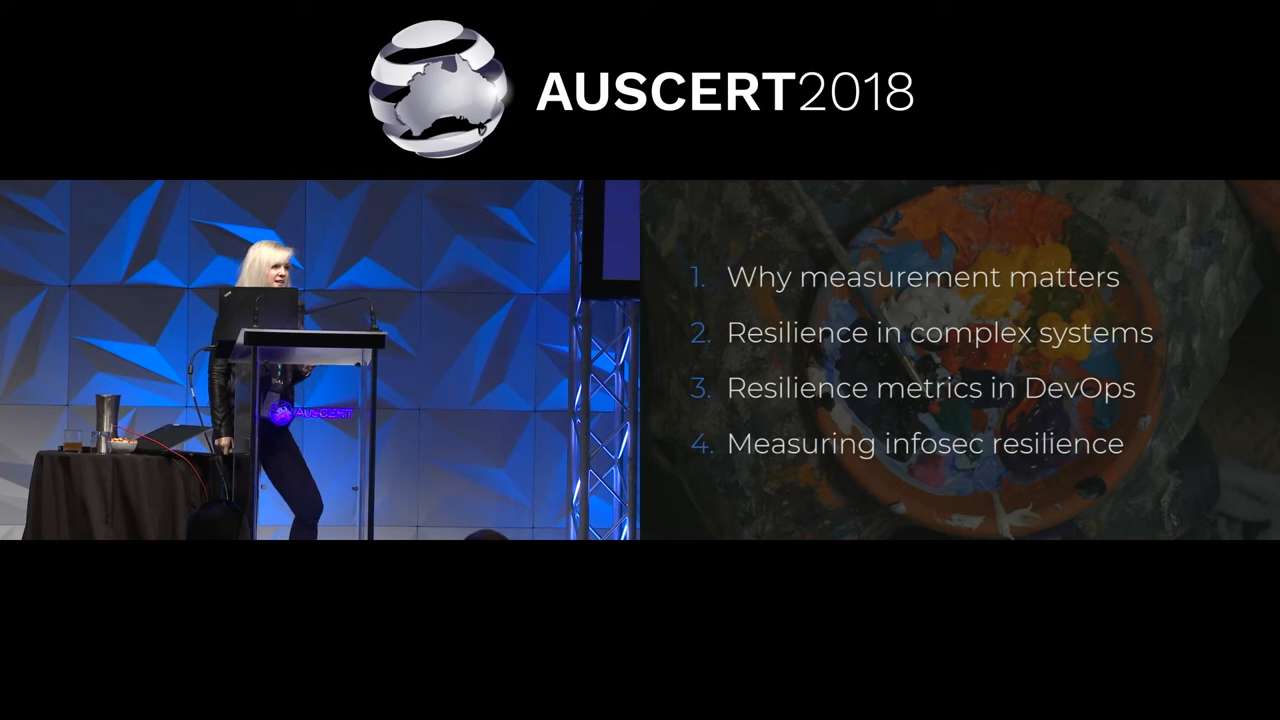 AUSCERT2018
1. Why measurement matters
2. Resilience in complex systems
3. Resilience metrics in DevOps
4. Measuring infosec resilience
AUSCERT